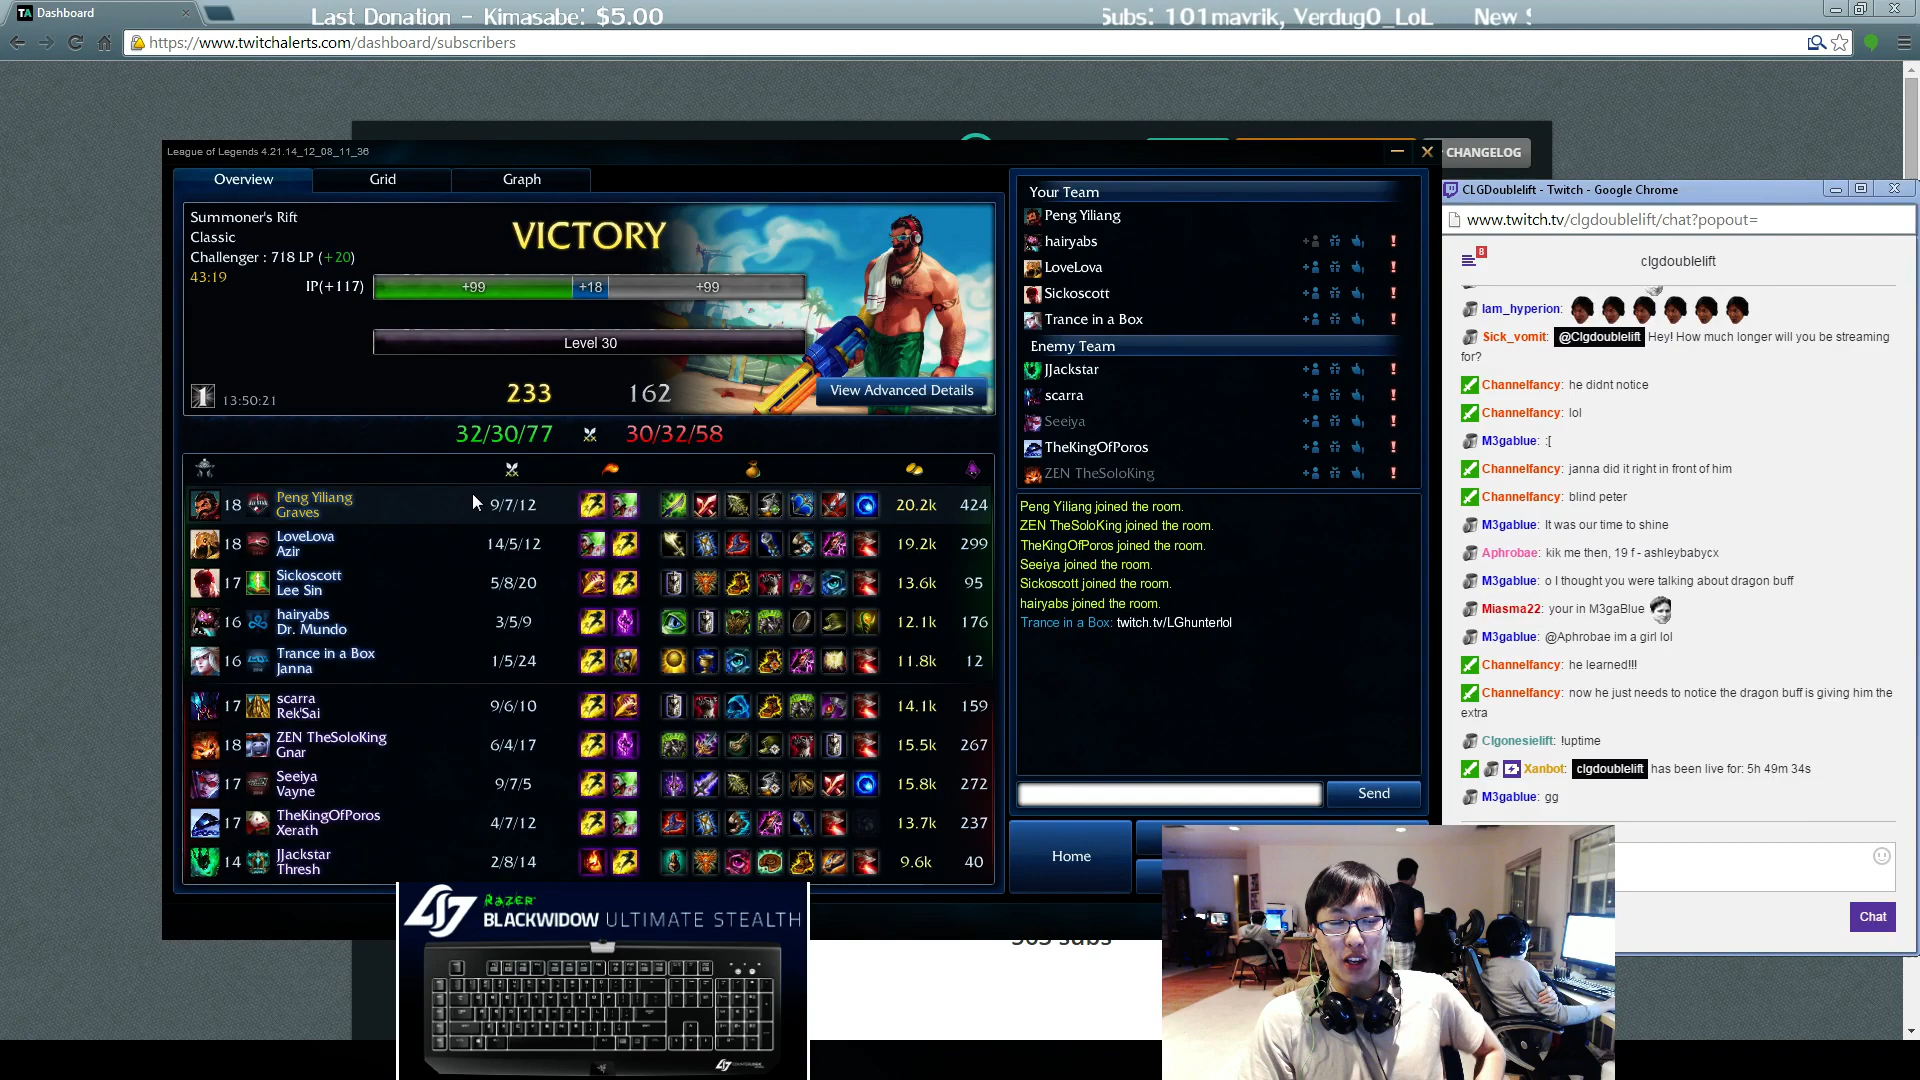 Dashboard
Last Donation - Kimasabe: $5.00
Subs: 101mavrik, Verdug0_LoL
New
https://www.twitchalerts.com/dashboard/subscribers
CHANGELOG
League of Legends 4.21.14_12_08_11_36
Overview
Grid
Graph
Summoner's Rift
Classic
Challenger : 718 LP (+20)
43:19
VICTORY
IP(+117)
+99
+18
+99
Level 30
13:50:21
233
162
View Advanced Details
32/30/77
30/32/58
18 Peng Yiliang
Graves
9/7/12
20.2k
424
18 LoveLova
Azir
14/5/12
19.2k
299
17 Sickoscott
Lee Sin
5/8/20
13.6k
95
16 hairyabs
Dr. Mundo
3/5/9
12.1k
176
16 Trance in a Box
Janna
1/5/24
11.8k
12
17 scarra
Rek'Sai
9/6/10
14.1k
159
18 ZEN TheSoloKing
Gnar
6/4/17
15.5k
267
17 Seeiya
Vayne
9/7/5
15.8k
272
17 TheKingOfPoros
Xerath
4/7/12
13.7k
237
14 JJackstar
Thresh
2/8/14
9.6k
40
Your Team
Peng Yiliang
hairyabs
LoveLova
Sickoscott
Trance in a Box
Enemy Team
JJackstar
scarra
Seeiya
TheKingOfPoros
ZEN TheSoloKing
Peng Yiliang joined the room.
ZEN TheSoloKing joined the room.
TheKingOfPoros joined the room.
Seeiya joined the room.
Sickoscott joined the room.
hairyabs joined the room.
Trance in a Box: twitch.tv/LGhunterlol
Send
Home
CLGDoublelift - Twitch - Google Chrome
www.twitch.tv/clgdoublelift/chat?popout=
8
clgdoublelift
Iam_hyperion:
Sick_vomit: @Clgdoublelift Hey! How much longer will you be streaming
for?
Channelfancy: he didnt notice
Channelfancy: lol
M3gablue: :[
Channelfancy: janna did it right in front of him
Channelfancy: blind peter
M3gablue: It was our time to shine
Aphrobae: kik me then, 19 f - ashleybabycx
M3gablue: o I thought you were talking about dragon buff
Miasma22: your in M3gaBlue
M3gablue: @Aphrobae im a girl lol
Channelfancy: he learned!!!
Channelfancy: now he just needs to notice the dragon buff is giving him the
extra
Clgonesielift: !uptime
Xanbot: clgdoublelift has been live for: 5h 49m 34s
M3gablue: gg
Chat
RAZER
BLACKWIDOW ULTIMATE STEALTH